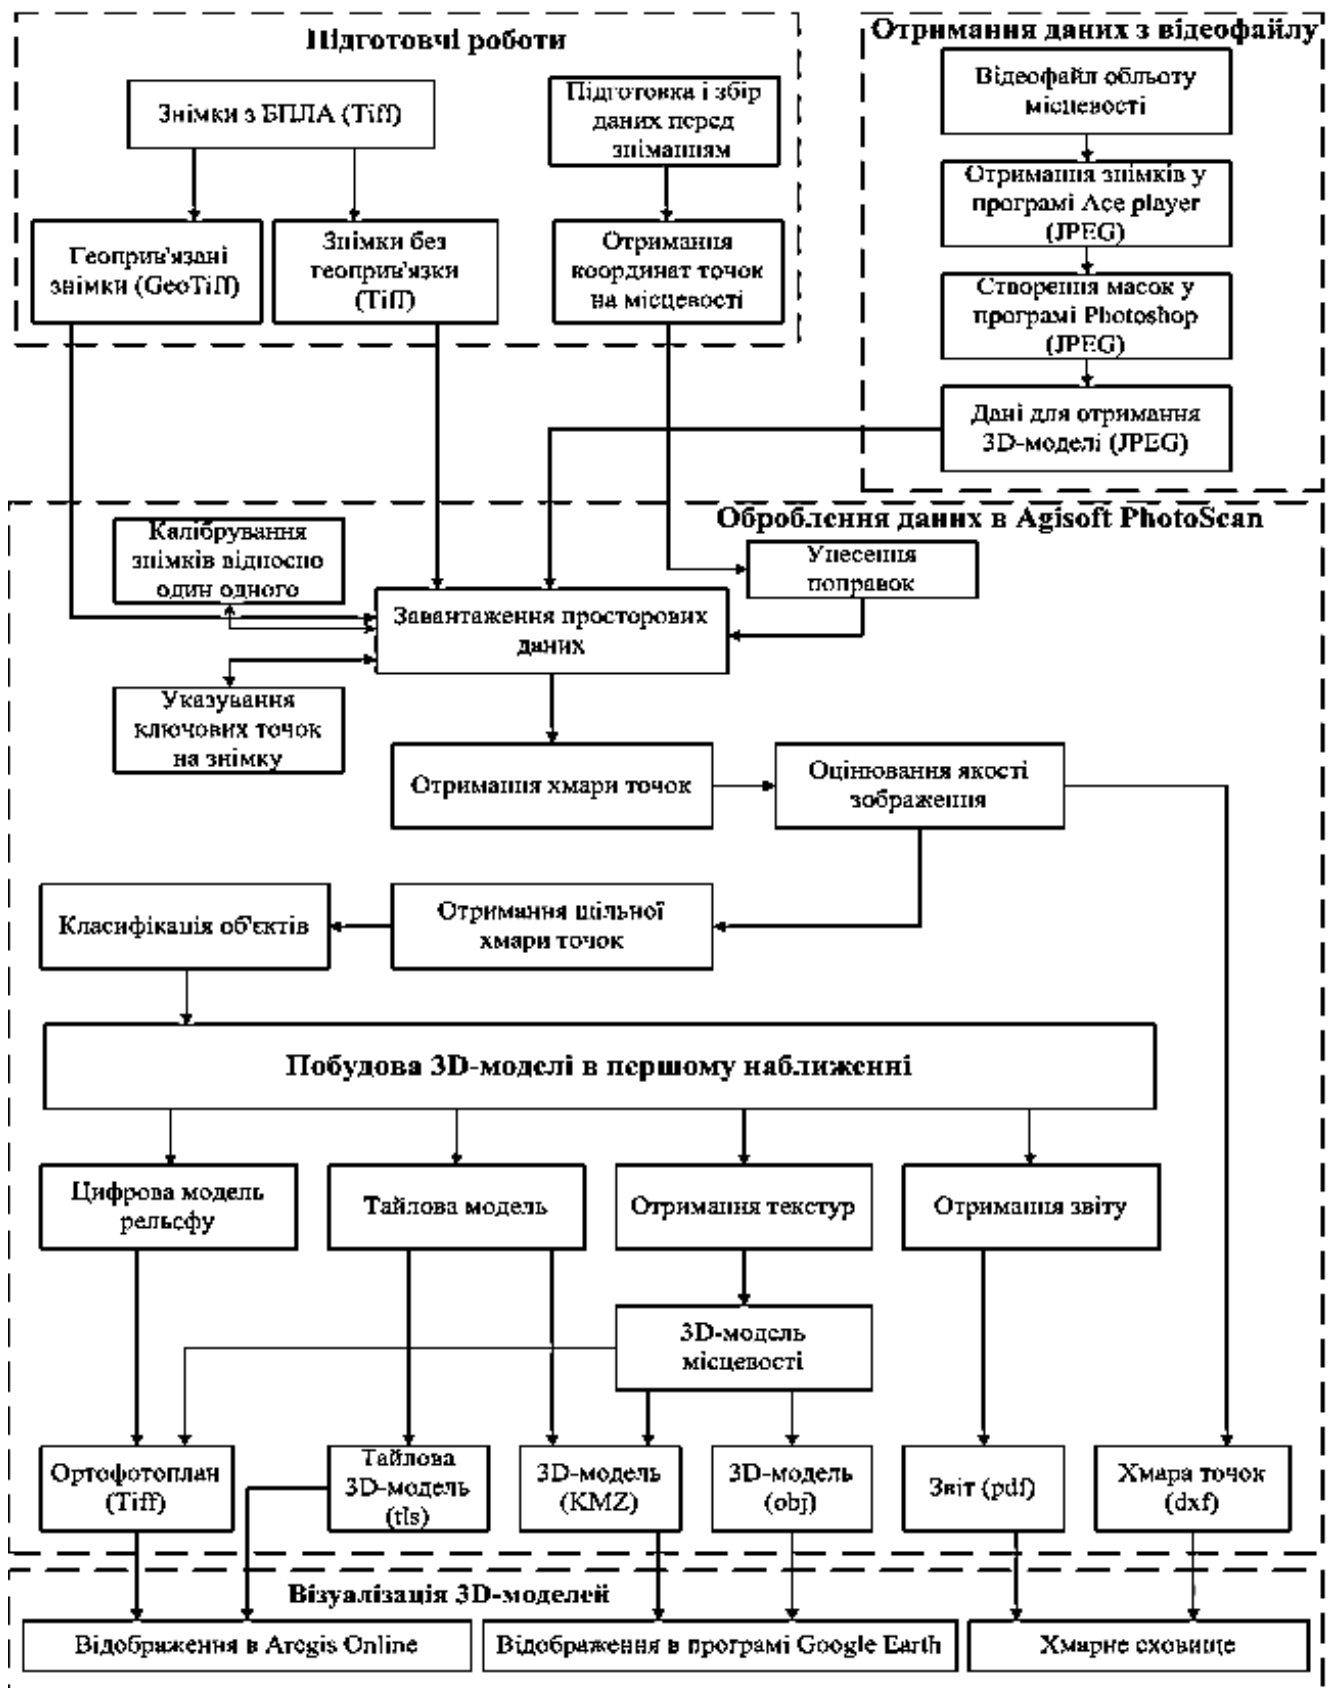 Підготовчі роботи
Знімки з БПЛА (Tiff)
Підготовка і збір
даних перед
зніманням
Геоприв'язані
знімки (GeoTiff)
Знімки без
геоприв'язки
(Tiff)
Отримання
координат точок
на місцевості
Отримання даних з відеофайлу
Відеофайл обльоту
місцевості
Отримання знімків у
програмі Ace player
(JPEG)
Створення масок у
програмі Photoshop
(JPEG)
Дані для отримання
3D-моделі (JPEG)
Оброблення даних в Agisoft PhotoScan
Калібрування
знімків відносно
один одного
Унесення
поправок
Завантаження просторових
даних
Указування
ключових точок
на знімку
Отримання хмари точок
Оцінювання якості
зображення
Класифікація об'єктів
Отримання щільної
хмари точок
Побудова 3D-моделі в першому наближенні
Цифрова модель
рельєфу
Тайлова модель
Отримання текстур
Отримання звіту
3D-модель
місцевості
Ортофотоплан
(Tiff)
Тайлова
3D-модель
(tls)
3D-модель
(KMZ)
3D-модель
(obj)
Звіт (pdf)
Хмара точок
(dxf)
Візуалізація 3D-моделей
Відображення в Arcgis Online
Відображення в програмі Google Earth
Хмарне сховище